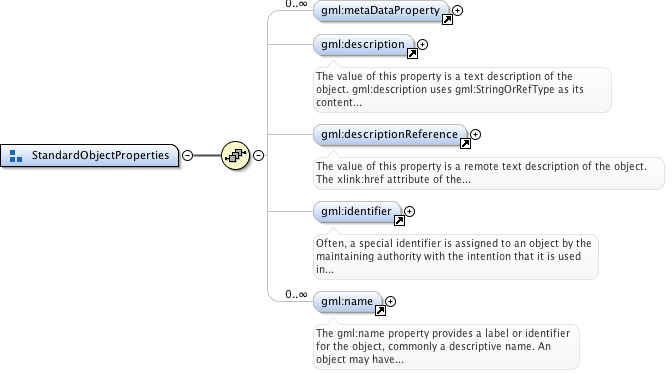 0..∞
gml:metaDataProperty
gml:description
The value of this property is a text description of the
object. gml:description uses gml:StringOrRefType as its
content...
StandardObjectProperties
gml:descriptionReference
The value of this property is a remote text description of the object.
The xlink:href attribute of the...
gml:identifier
Often, a special identifier is assigned to an object by the
maintaining authority with the intention that it is used
in...
0..∞
gml:name
The gml:name property provides a label or identifier
for the object, commonly a descriptive name. An
object may have...